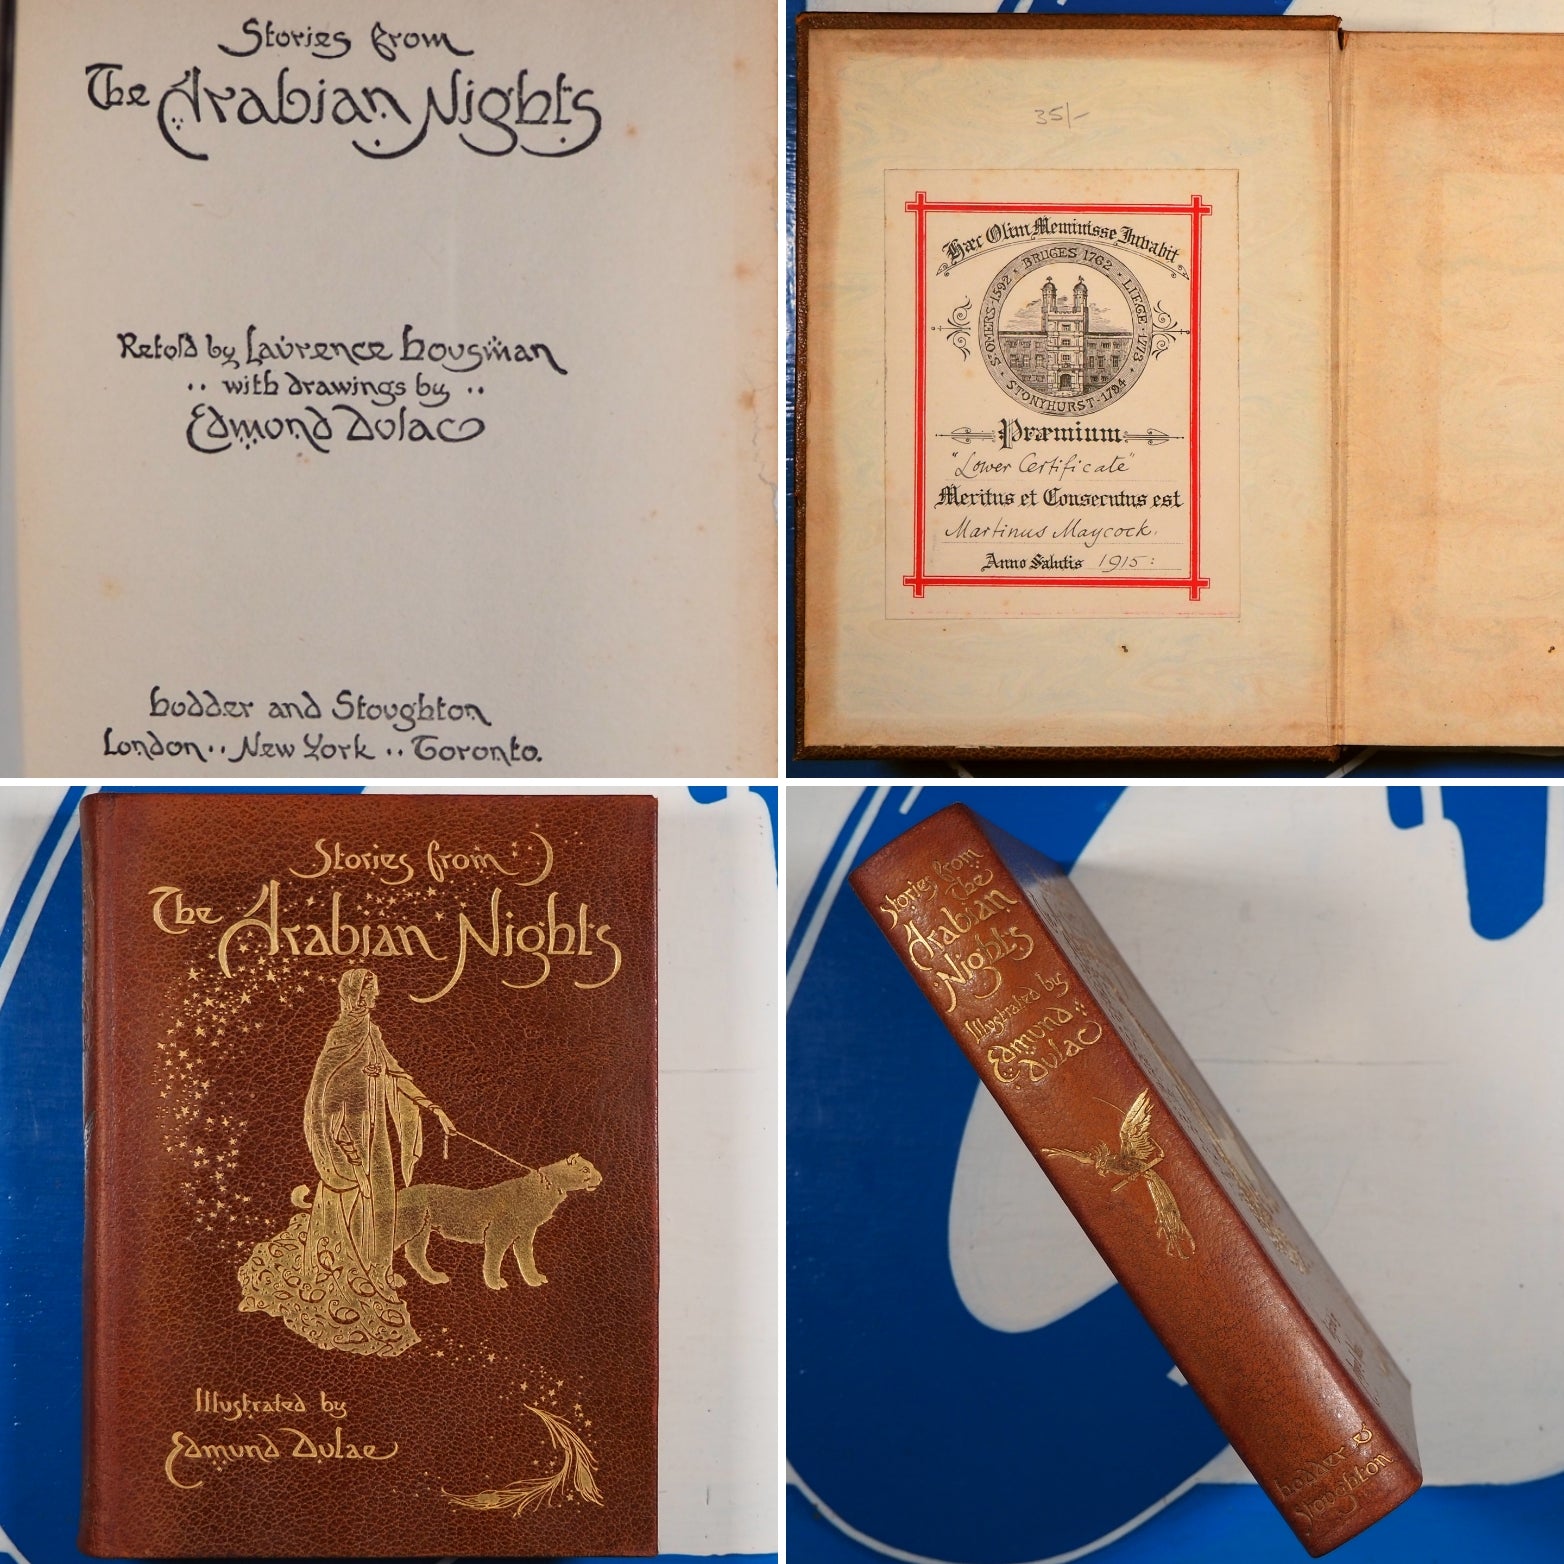 Stories from
The Arabian Nights
Retold by Laurence Housman
·· with drawings by ··
Edmond Dulac
Hodder and Stoughton
London ·· New York ·· Toronto.
35/-
Hæc Olim Meminisse Juvabit
St OMERS·1592 · BRUGES 1762 · LIEGE·1773 · STONYHURST·1794 ·
Præmium
"Lower Certificate"
Meritus et Consecutus est
Martinus Maycock.
Anno Salutis 1915:
Stories from
The Arabian Nights
Illustrated by
Edmund Dulac
Stories from
The
Arabian
Nights
Illustrated by
Edmund
Dulac
Hodder &
Stoughton